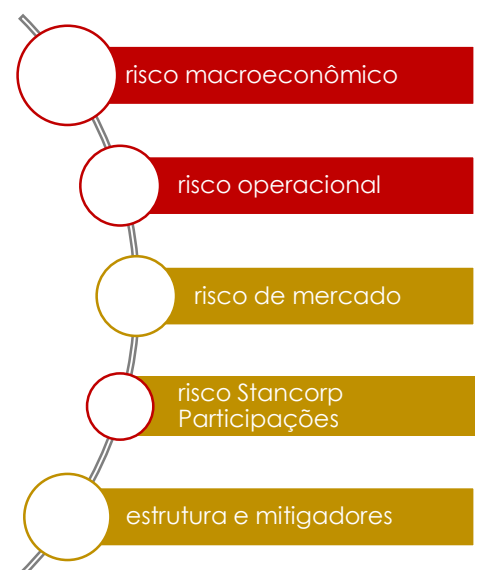 risco macroeconômico
risco operacional
risco de mercado
risco Stancorp
Participações
estrutura e mitigadores